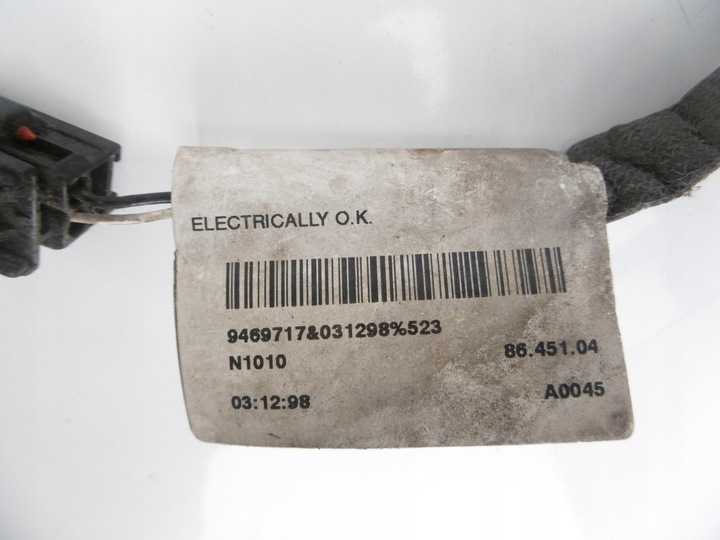 ELECTRICALLY O.K.
9469717&031298%523
N1010
86.451.04
03:12:98
A0045